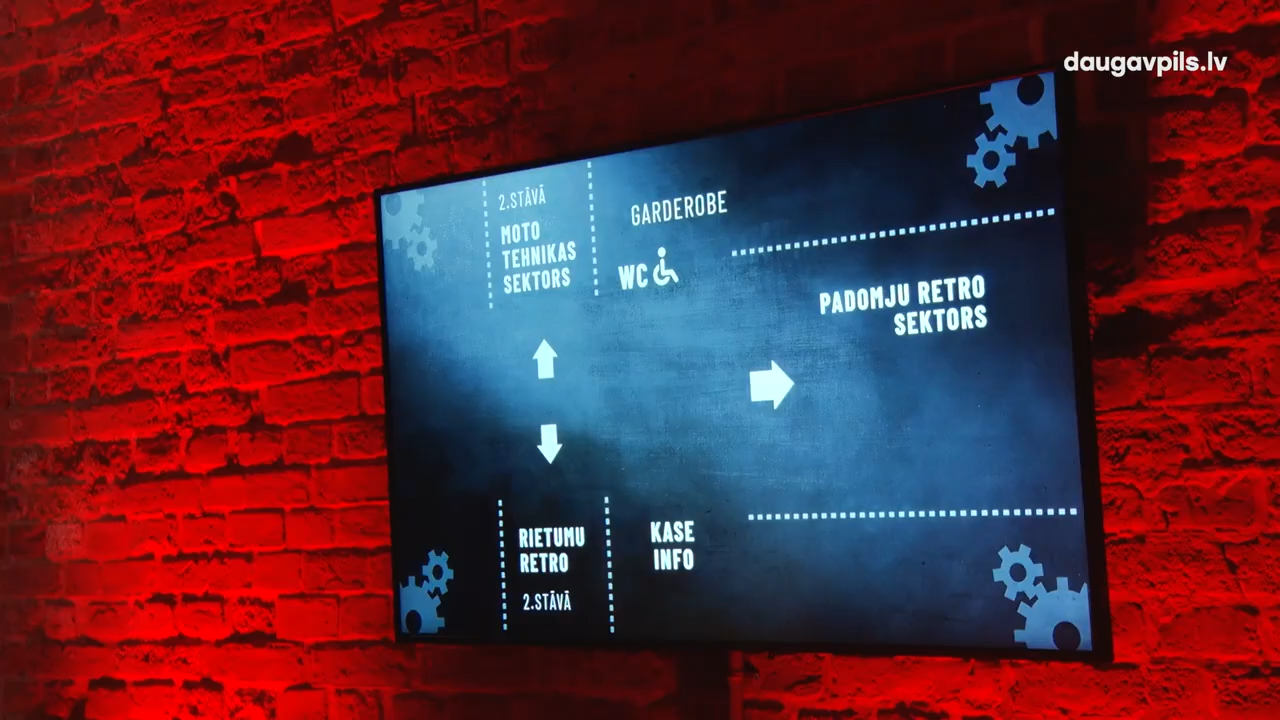 daugavpils.lv
2.STĀVĀ
MOTO
TEHNIKAS
SEKTORS
GARDEROBE
WC
PADOMJU RETRO
SEKTORS
RIETUMU
RETRO
2.STĀVĀ
KASE
INFO